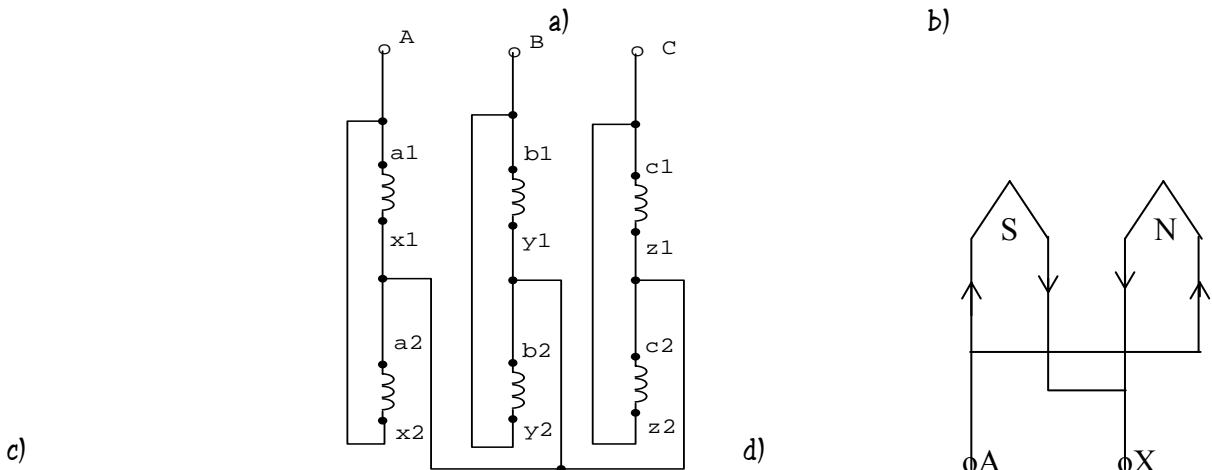 a) b)
A B C
a1 b1 c1
x1 y1 z1
S N
a2 b2 c2
x2 y2 z2
c) d)
A X